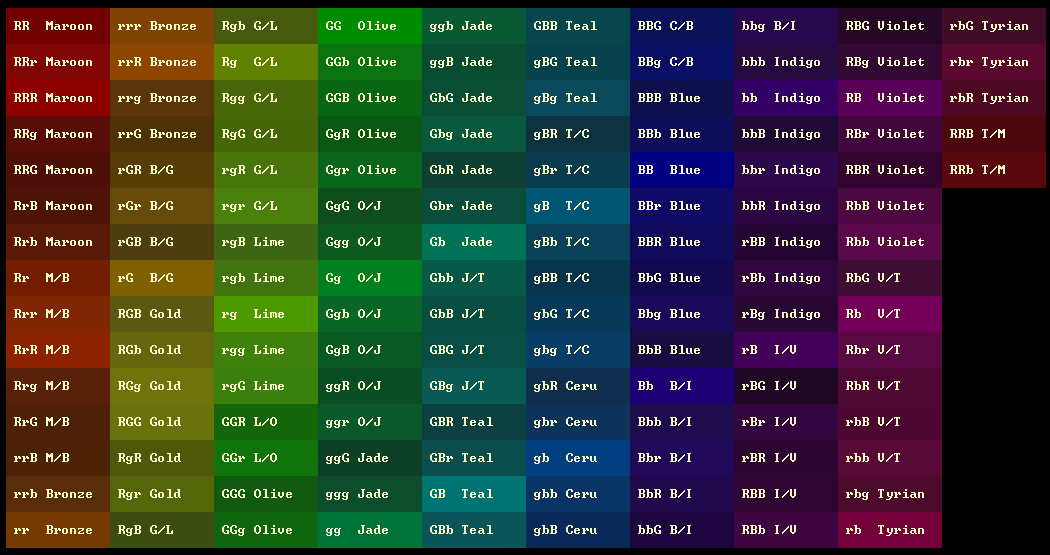 RR  Maroon rrr Bronze Rgb G/L GG  Olive ggb Jade GBB Teal BBG C/B bbg B/I RBG Violet rbG Tyrian
RRr Maroon rrR Bronze Rg  G/L GGb Olive ggB Jade gBG Teal BBg C/B bbb Indigo RBg Violet rbr Tyrian
RRR Maroon rrg Bronze Rgg G/L GGB Olive GbG Jade gBg Teal BBB Blue bb  Indigo RB  Violet rbR Tyrian
RRg Maroon rrG Bronze RgG G/L GgR Olive Gbg Jade gBR T/C BBb Blue bbB Indigo RBr Violet RRB T/M
RRG Maroon rGR B/G rgR G/L Ggr Olive GbR Jade gBr T/C BB  Blue bbr Indigo RBR Violet RRb T/M
RrB Maroon rGr B/G rgr G/L GgG O/J Gbr Jade gB  T/C BBr Blue bbR Indigo RbB Violet
Rrb Maroon rGB B/G rgB Lime Ggg O/J Gb  Jade gBb T/C BBR Blue rBB Indigo Rbb Violet
Rr  M/B rG  B/G rgb Lime Gg  O/J Gbb J/T gBB T/C BbG Blue rBb Indigo RbG V/T
Rrr M/B RGB Gold rg  Lime Ggb O/J GbB J/T gbG T/C Bbg Blue rBg Indigo Rb  V/T
RrR M/B RGb Gold rgg Lime GgB O/J GBG J/T gbg T/C BbB Blue rB  I/V Rbr V/T
Rrg M/B RGg Gold rgG Lime ggR O/J GBg J/T gbR Ceru Bb  B/I rBG I/V RbR V/T
RrG M/B RGG Gold GGR L/O ggr O/J GBR Teal gbr Ceru Bbb B/I rBr I/V rbB V/T
rrB M/B RgR Gold GGr L/O ggG Jade GBr Teal gb  Ceru Bbr B/I rBR I/V rbb V/T
rrb Bronze Rgr Gold GGG Olive ggg Jade GB  Teal gbb Ceru BbR B/I RBB I/V rbg Tyrian
rr  Bronze RgB G/L GGg Olive gg  Jade GBb Teal gbB Ceru bbG B/I RBb I/V rb  Tyrian